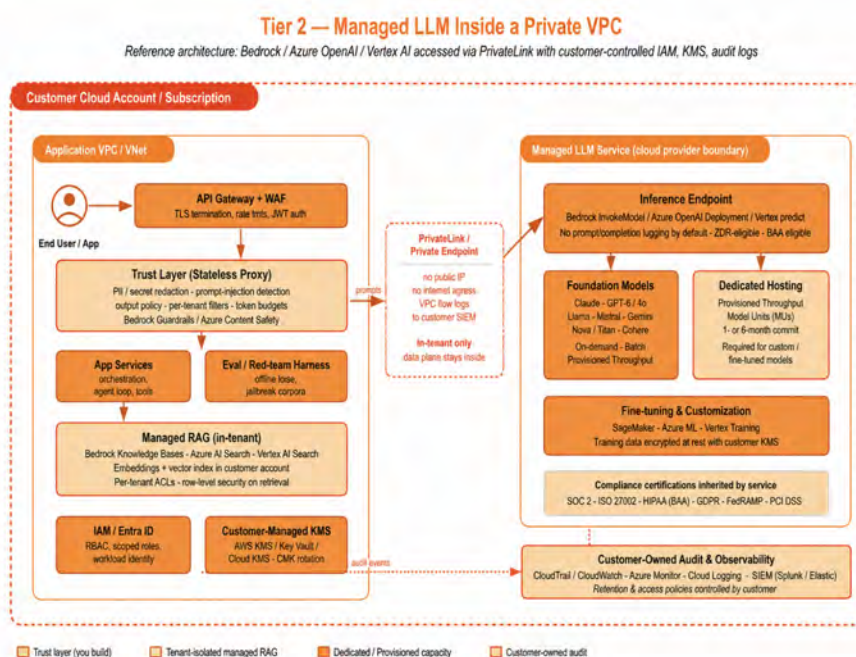 Tier 2 — Managed LLM Inside a Private VPC
Reference architecture: Bedrock / Azure OpenAI / Vertex AI accessed via PrivateLink with customer-controlled IAM, KMS, audit logs
Customer Cloud Account / Subscription
Application VPC / VNet
End User / App
API Gateway + WAF
TLS termination, rate tmts, JWT auth
Trust Layer (Stateless Proxy)
PII / secret redaction - prompt-injection detection
output policy - per-tenant filters - token budgets
Bedrock Guardrails / Azure Content Safety
App Services
orchestration,
agent loop, tools
Eval / Red-team Harness
offline
jailbreak corpora
Managed RAG (in-tenant)
Bedrock Knowledge Bases - Azure AI Search - Vertex AI Search
Embeddings + vector index in customer account
Per-tenant ACLs - row-level security on retrieval
IAM / Entra ID
RBAC, scoped roles,
workload identity
Customer-Managed KMS
AWS KMS / Key Vault /
Cloud KMS - CMK rotation
prompts
audit events
PrivateLink /
Private Endpoint
no public IP
no internet agress
VPC flow logs
to customer SIEM
In-tenant only
data plane stays inside
Managed LLM Service (cloud provider boundary)
Inference Endpoint
Bedrock InvokeModel / Azure OpenAI Deployment / Vertex predict
No prompt/completion lugging by default - ZDR-eligible - BAA eligible
Foundation Models
Claude - GPT-6 / 4o
Llama - Mistral - Gemini
Nova / Titan - Cohere
On-demand - Batch
Provisioned Throughput
Dedicated Hosting
Provisioned Throughput
Model Units (MUs)
1- or 6-month commit
Required for custom /
fine-tuned models
Fine-tuning & Customization
SageMaker - Azure ML - Vertex Training
Training data encrypted at rest with customer KMS
Compliance certifications inherited by service
SOC 2 - ISO 27002 - HIPAA (BAA) - GDPR - FedRAMP - PCI DSS
Customer-Owned Audit & Observability
CloudTrail / CloudWatch - Azure Monitor - Cloud Logging - SIEM (Splunk / Elastic)
Retention & access policies controlled by customer
Trust layer (you build)
Tenant-isolated managed RAG
Dedicated / Provisioned capacity
Customer-owned audit